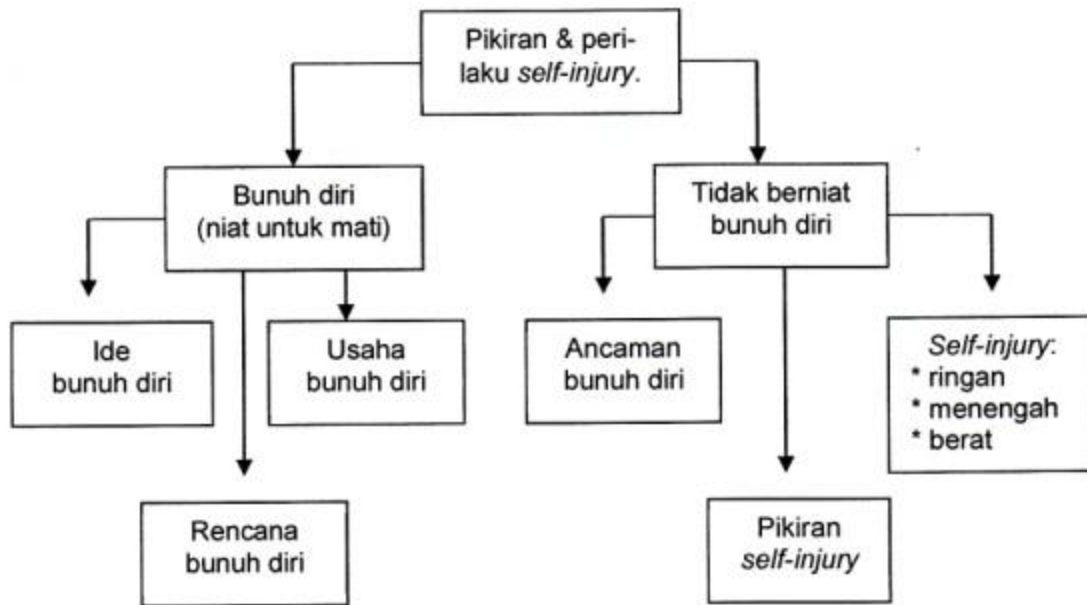 Pikiran & peri-
laku self-injury.
Bunuh diri
(niat untuk mati)
Tidak berniat
bunuh diri
Ide
bunuh diri
Usaha
bunuh diri
Ancaman
bunuh diri
Self-injury:
* ringan
* menengah
* berat
Rencana
bunuh diri
Pikiran
self-injury